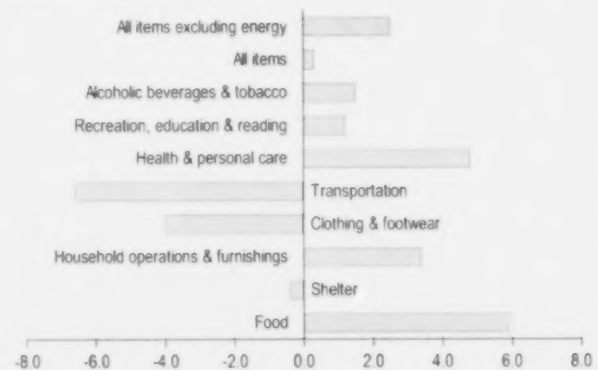 All items excluding energy
All items
Alcoholic beverages & tobacco
Recreation, education & reading
Health & personal care
Transportation
Clothing & footwear
Household operations & furnishings
Shelter
Food
-8.0 -6.0 -4.0 -2.0 0.0 2.0 4.0 6.0 8.0